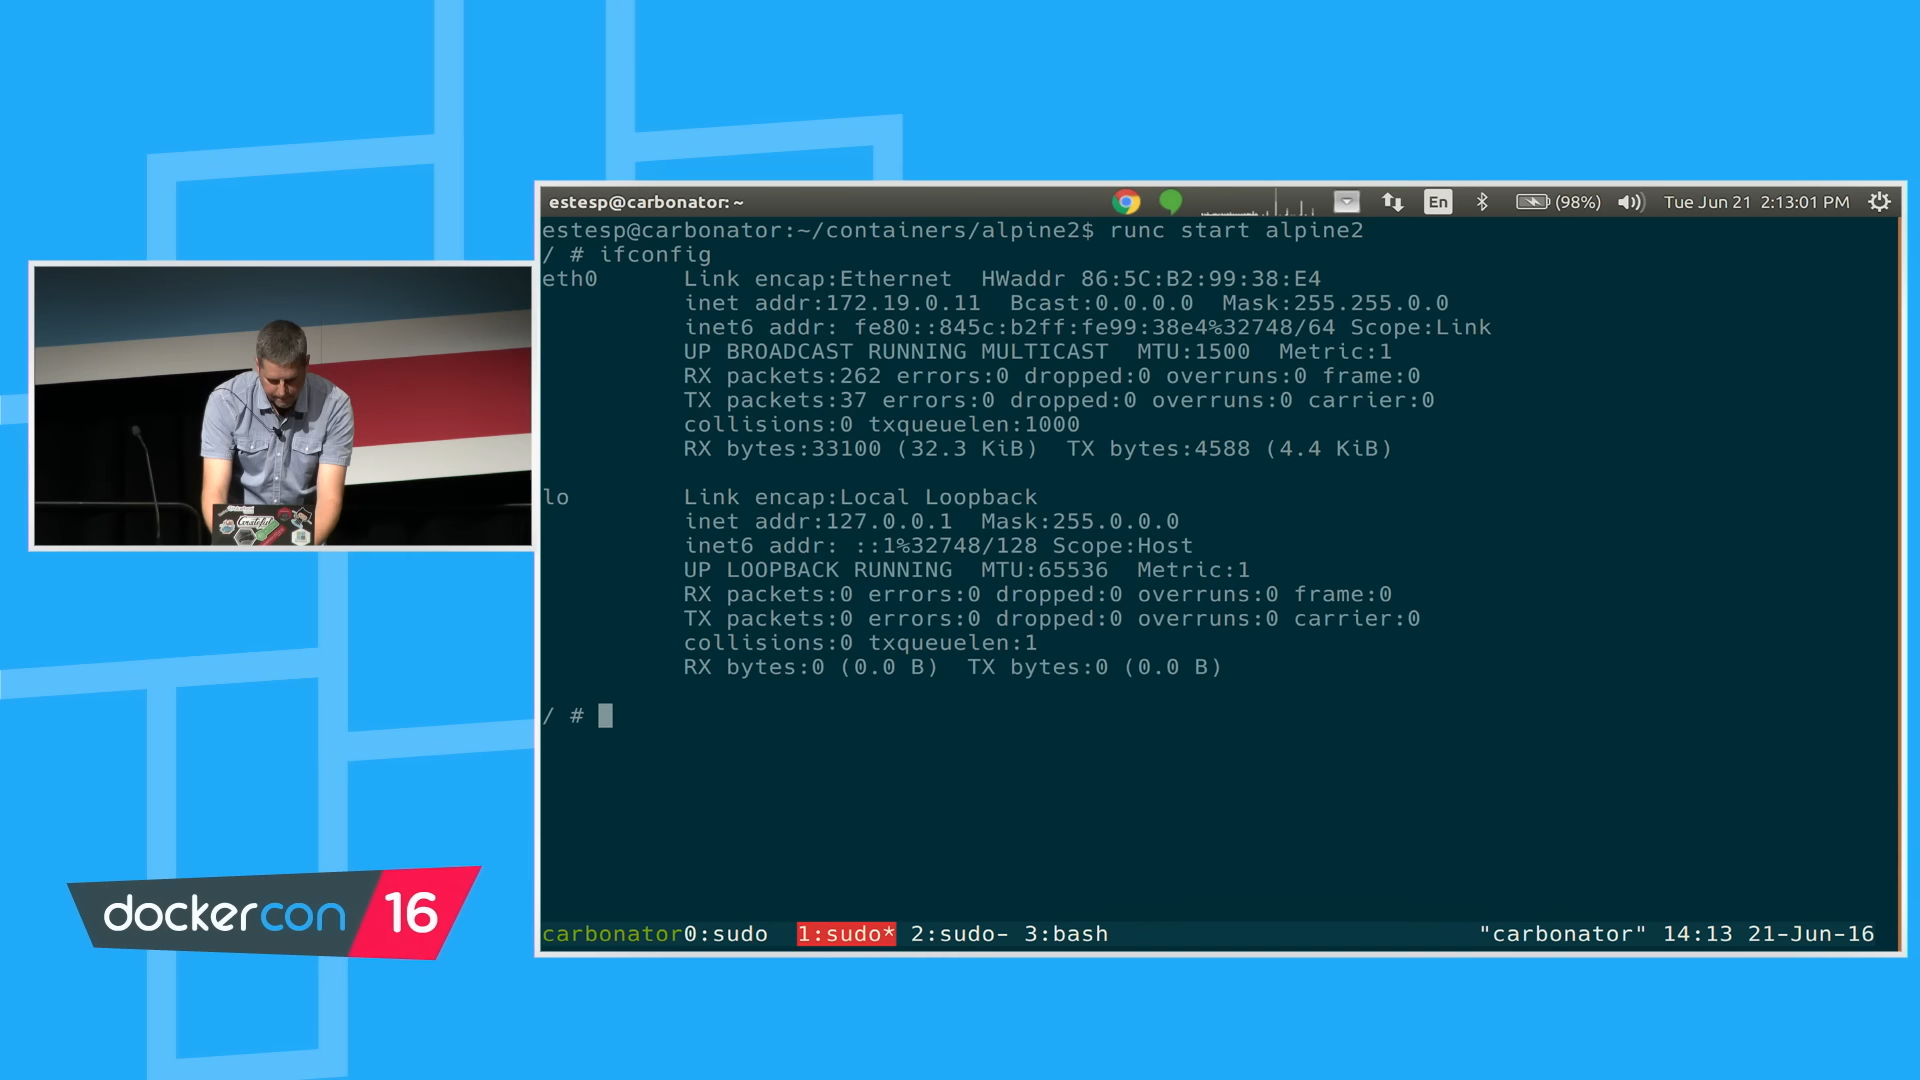 estesp@carbonator: ~
En
(98%)
Tue Jun 21 2:13:01 PM
estesp@carbonator:~/containers/alpine2$ runc start alpine2
/ # ifconfig
eth0 Link encap:Ethernet HWaddr 86:5C:B2:99:38:E4
inet addr:172.19.0.11 Bcast:0.0.0.0 Mask:255.255.0.0
inet6 addr: fe80::845c:b2ff:fe99:38e4%32748/64 Scope:Link
UP BROADCAST RUNNING MULTICAST MTU:1500 Metric:1
RX packets:262 errors:0 dropped:0 overruns:0 frame:0
TX packets:37 errors:0 dropped:0 overruns:0 carrier:0
collisions:0 txqueuelen:1000
RX bytes:33100 (32.3 KiB) TX bytes:4588 (4.4 KiB)
lo Link encap:Local Loopback
inet addr:127.0.0.1 Mask:255.0.0.0
inet6 addr: ::1%32748/128 Scope:Host
UP LOOPBACK RUNNING MTU:65536 Metric:1
RX packets:0 errors:0 dropped:0 overruns:0 frame:0
TX packets:0 errors:0 dropped:0 overruns:0 carrier:0
collisions:0 txqueuelen:1
RX bytes:0 (0.0 B) TX bytes:0 (0.0 B)
/ #
carbonator0:sudo 1:sudo* 2:sudo- 3:bash "carbonator" 14:13 21-Jun-16
dockercon 16